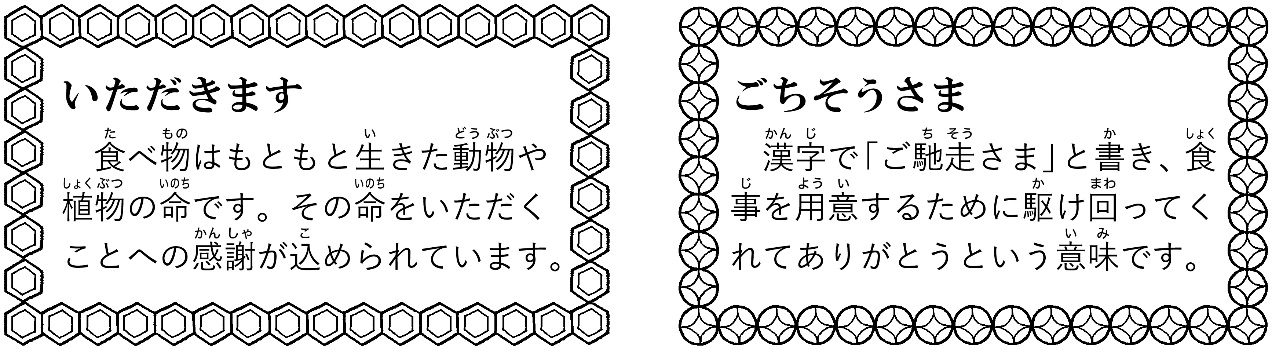 いただきます
食べ物はもともと生きた動物や
植物の命です。その命をいただく
ことへの感謝が込められています。
ごちそうさま
漢字で「ご馳走さま」と書き、食
事を用意するために駆け回ってく
れてありがとうという意味です。